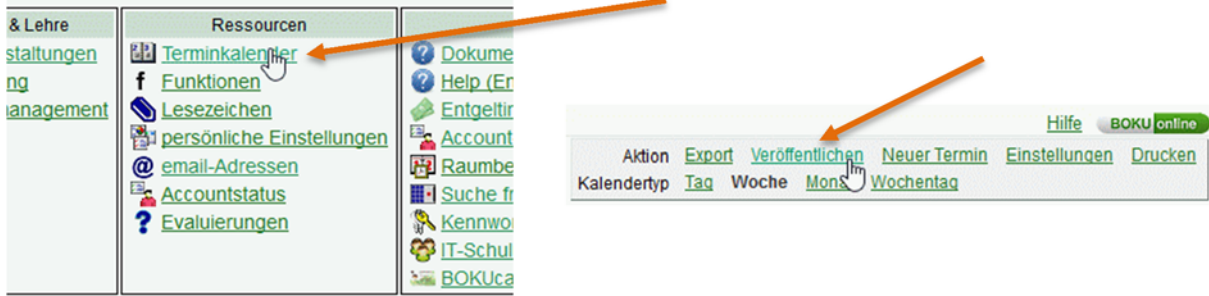 & Lehre
staltungen
ng
anagement
Ressourcen
Terminkalender
f Funktionen
Lesezeichen
persönliche Einstellungen
@ email-Adressen
Accountstatus
? Evaluierungen
? Dokume
? Help (En
Entgeltin
Account
Raumbe
Suche fr
Kennwo
IT-Schul
BOKUca
Hilfe BOKU online
Aktion Export Veröffentlichen Neuer Termin Einstellungen Drucken
Kalendertyp Tag Woche Monat Wochentag